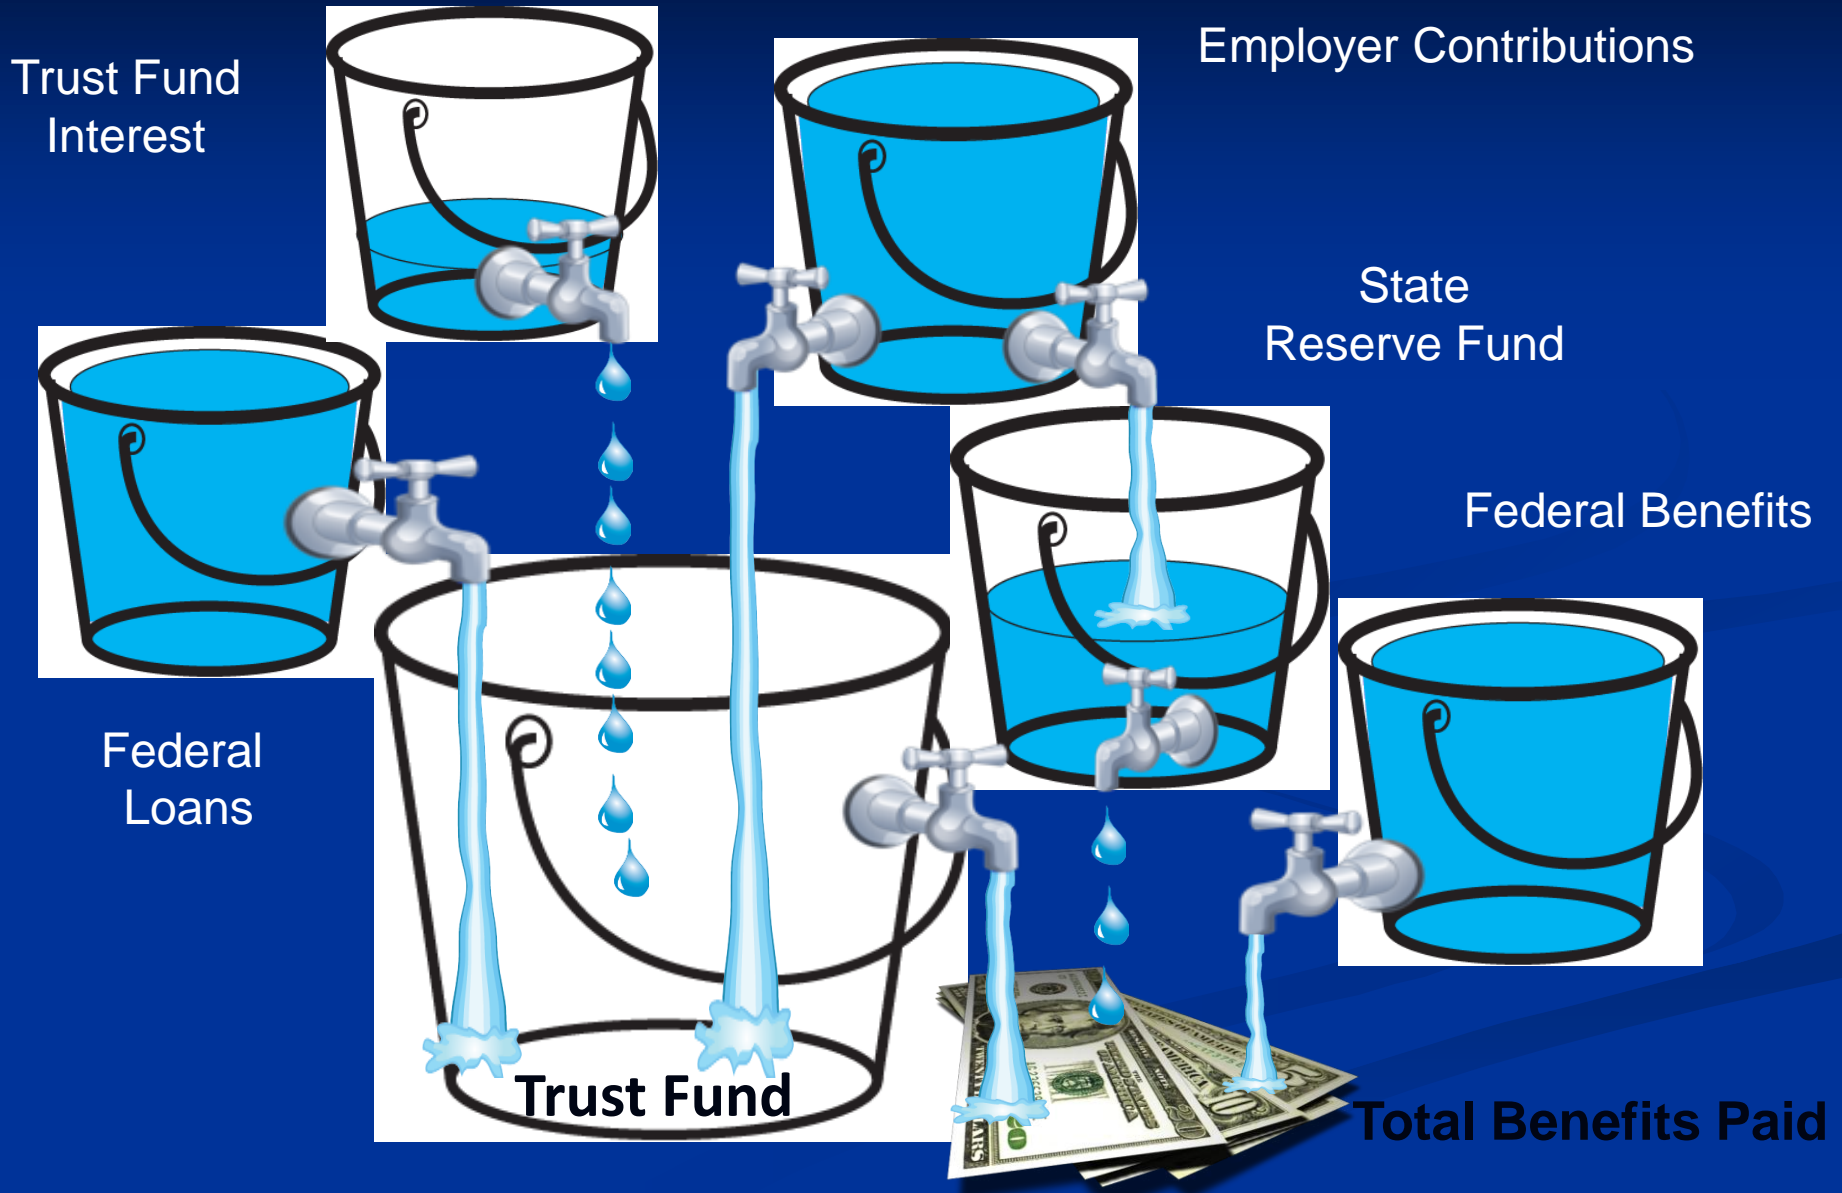 Trust Fund
Interest
Employer Contributions
State
Reserve Fund
Federal Benefits
Federal
Loans
Trust Fund
Total Benefits Paid